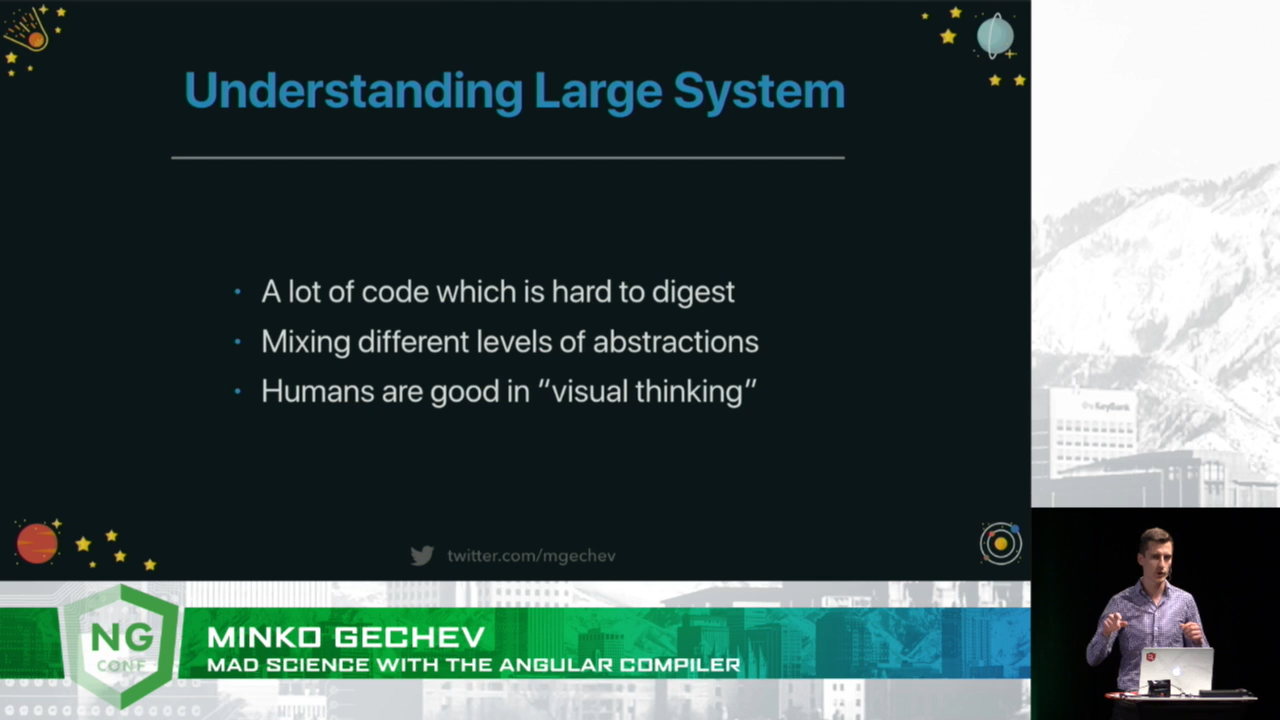 Understanding Large System
• A lot of code which is hard to digest
• Mixing different levels of abstractions
• Humans are good in “visual thinking”
twitter.com/mgechev
KeyBank
NG
CONF
MINKO GECHEV
MAD SCIENCE WITH THE ANGULAR COMPILER